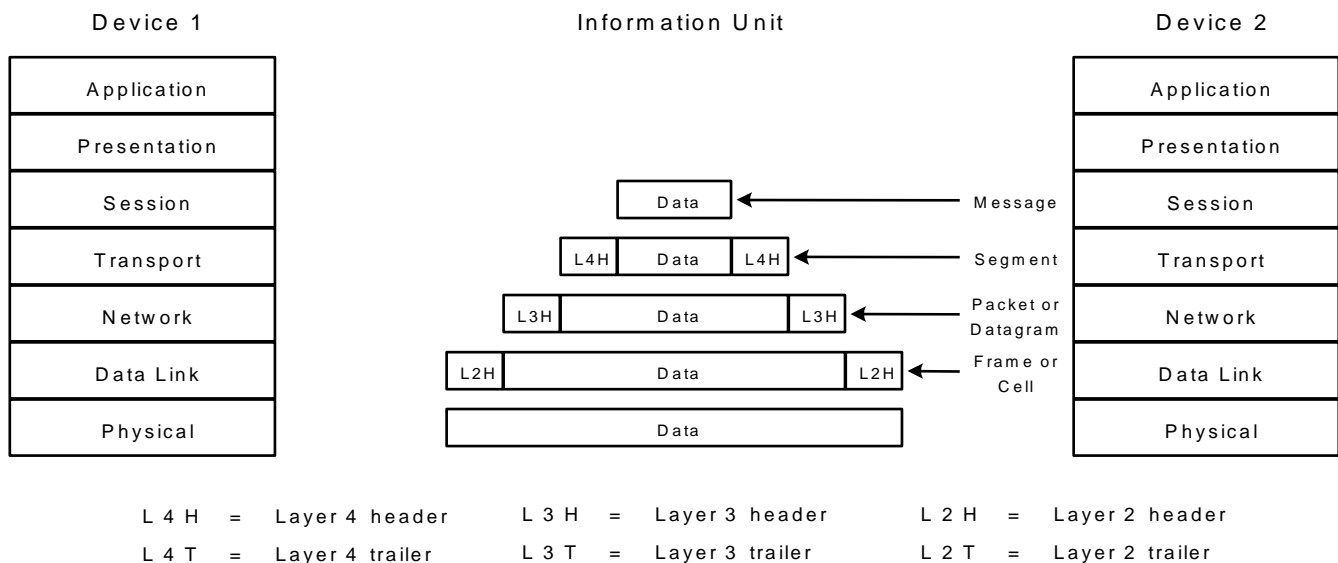 Device 1
Information Unit
Device 2
Application
Application
Presentation
Presentation
Session
Data
Message
Session
Transport
L4H Data L4H
Segment
Transport
Network
L3H Data L3H
Packet or
Datagram
Network
Data Link
L2H Data L2H
Frame or
Cell
Data Link
Physical
Data
Physical
L4H = Layer 4 header
L3H = Layer 3 header
L2H = Layer 2 header
L4T = Layer 4 trailer
L3T = Layer 3 trailer
L2T = Layer 2 trailer